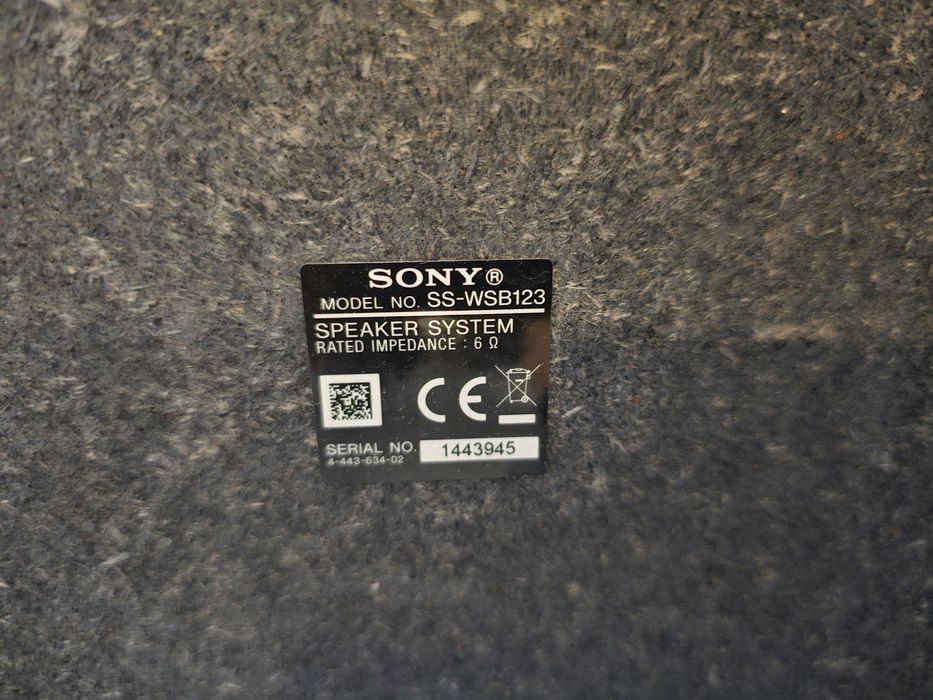 SONY®
MODEL NO. SS-WSB123
SPEAKER SYSTEM
RATED IMPEDANCE : 6 Ω
CE
SERIAL NO. 1443945
4-443-634-02